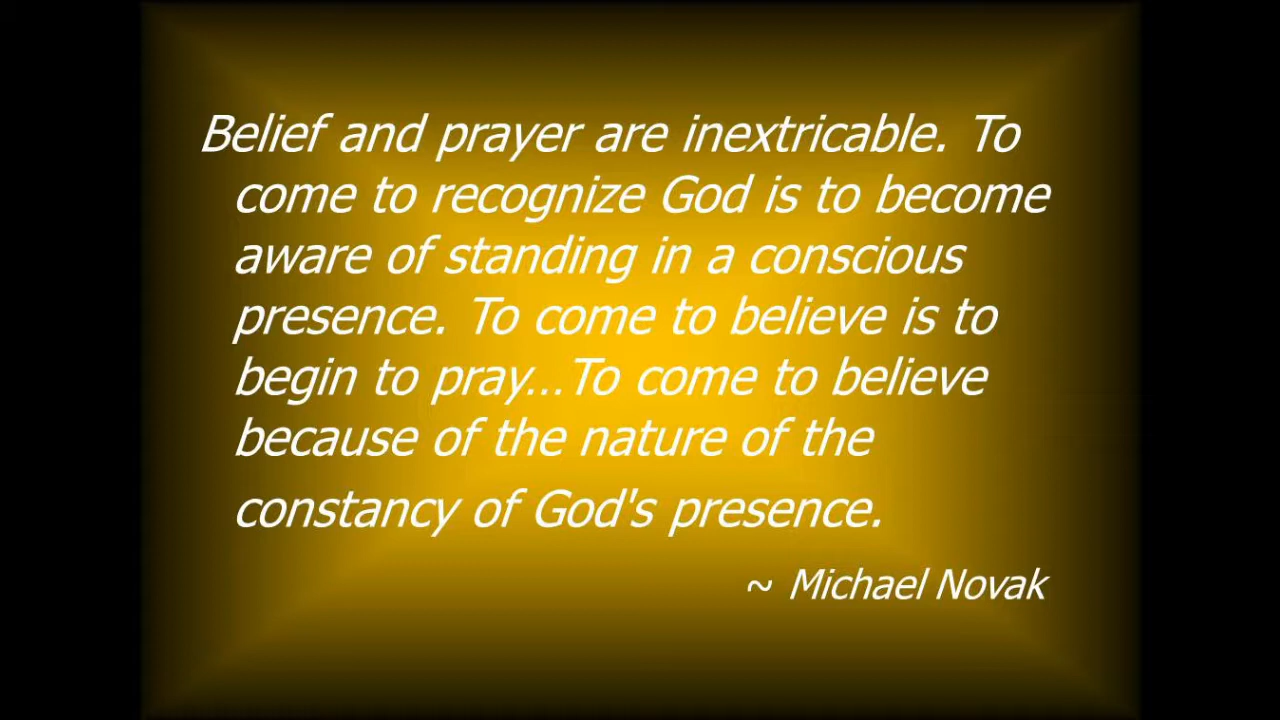 Belief and prayer are inextricable. To
come to recognize God is to become
aware of standing in a conscious
presence. To come to believe is to
begin to pray…To come to believe
because of the nature of the
constancy of God's presence.
~ Michael Novak